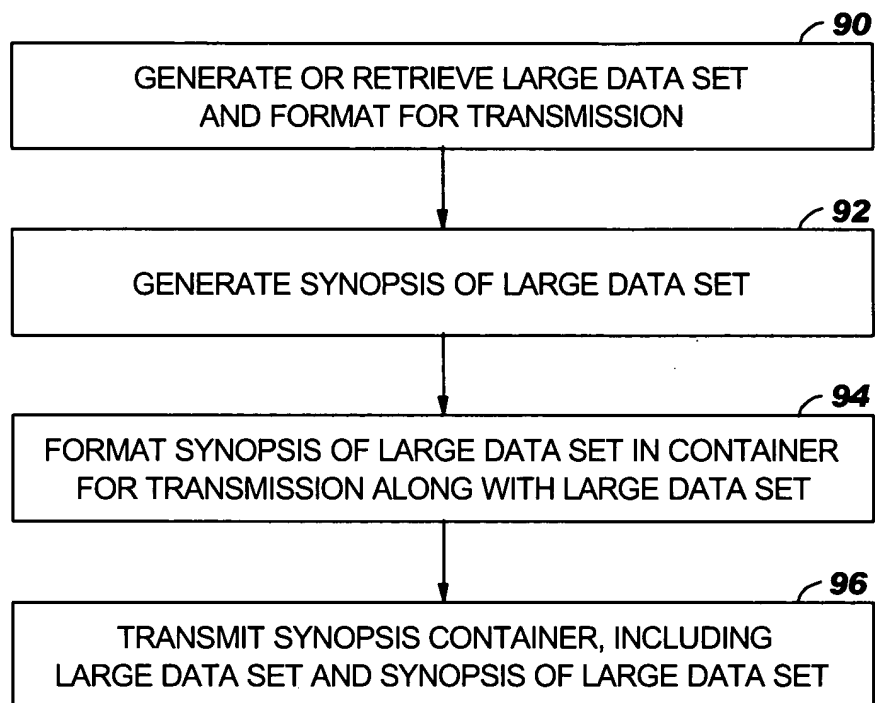 90
GENERATE OR RETRIEVE LARGE DATA SET
AND FORMAT FOR TRANSMISSION
92
GENERATE SYNOPSIS OF LARGE DATA SET
94
FORMAT SYNOPSIS OF LARGE DATA SET IN CONTAINER
FOR TRANSMISSION ALONG WITH LARGE DATA SET
96
TRANSMIT SYNOPSIS CONTAINER, INCLUDING
LARGE DATA SET AND SYNOPSIS OF LARGE DATA SET